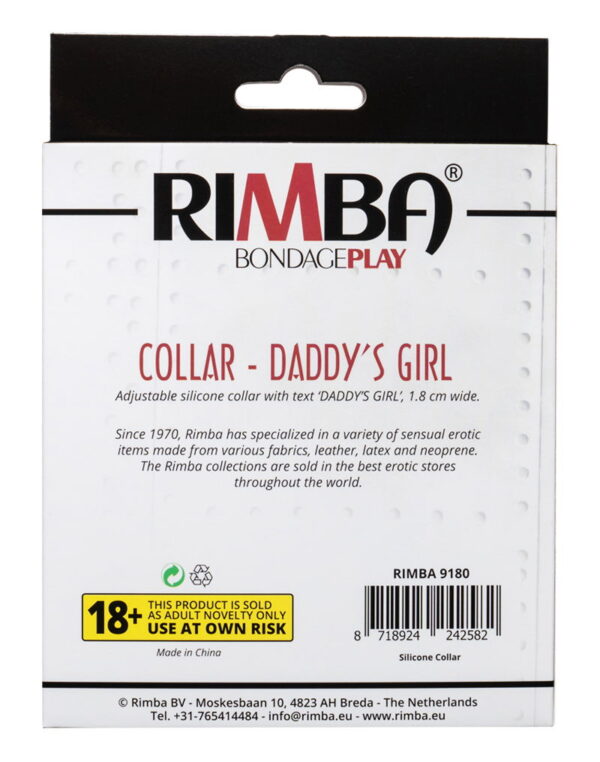 RIMBA®
BONDAGEPLAY
COLLAR - DADDY'S GIRL
Adjustable silicone collar with text 'DADDY'S GIRL', 1.8 cm wide.
Since 1970, Rimba has specialized in a variety of sensual erotic
items made from various fabrics, leather, latex and neoprene.
The Rimba collections are sold in the best erotic stores
throughout the world.
18+
THIS PRODUCT IS SOLD
AS ADULT NOVELTY ONLY
USE AT OWN RISK
Made in China
RIMBA 9180
8 718924 242582
Silicone Collar
© Rimba BV - Moskesbaan 10, 4823 AH Breda - The Netherlands
Tel. +31-765414484 - info@rimba.eu - www.rimba.eu